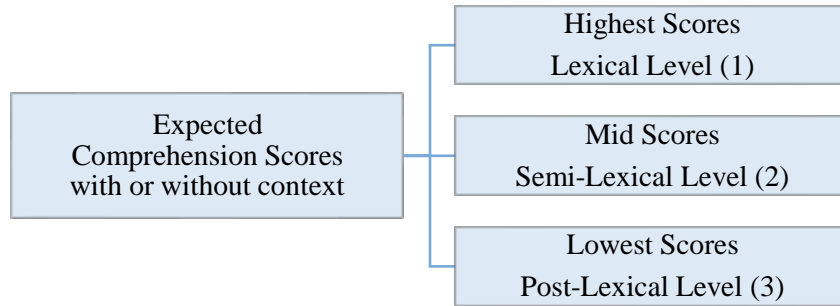 Expected
Comprehension Scores
with or without context
Highest Scores
Lexical Level (1)
Mid Scores
Semi-Lexical Level (2)
Lowest Scores
Post-Lexical Level (3)